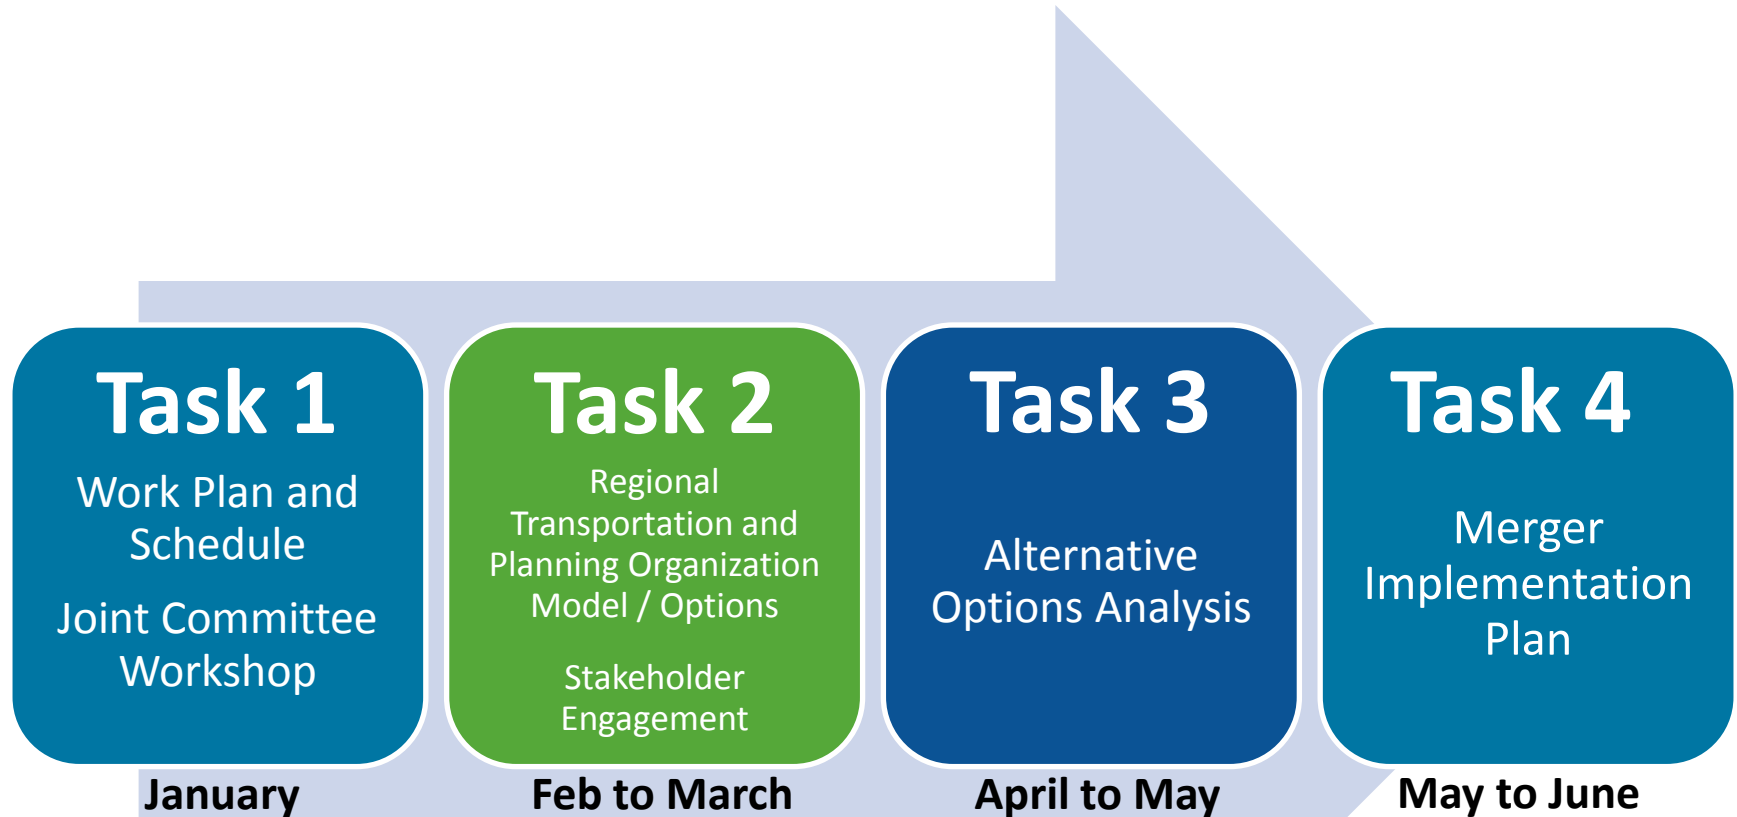 Task 1
Work Plan and
Schedule
Joint Committee
Workshop
January
Task 2
Regional
Transportation and
Planning Organization
Model / Options
Stakeholder
Engagement
Feb to March
Task 3
Alternative
Options Analysis
April to May
Task 4
Merger
Implementation
Plan
May to June